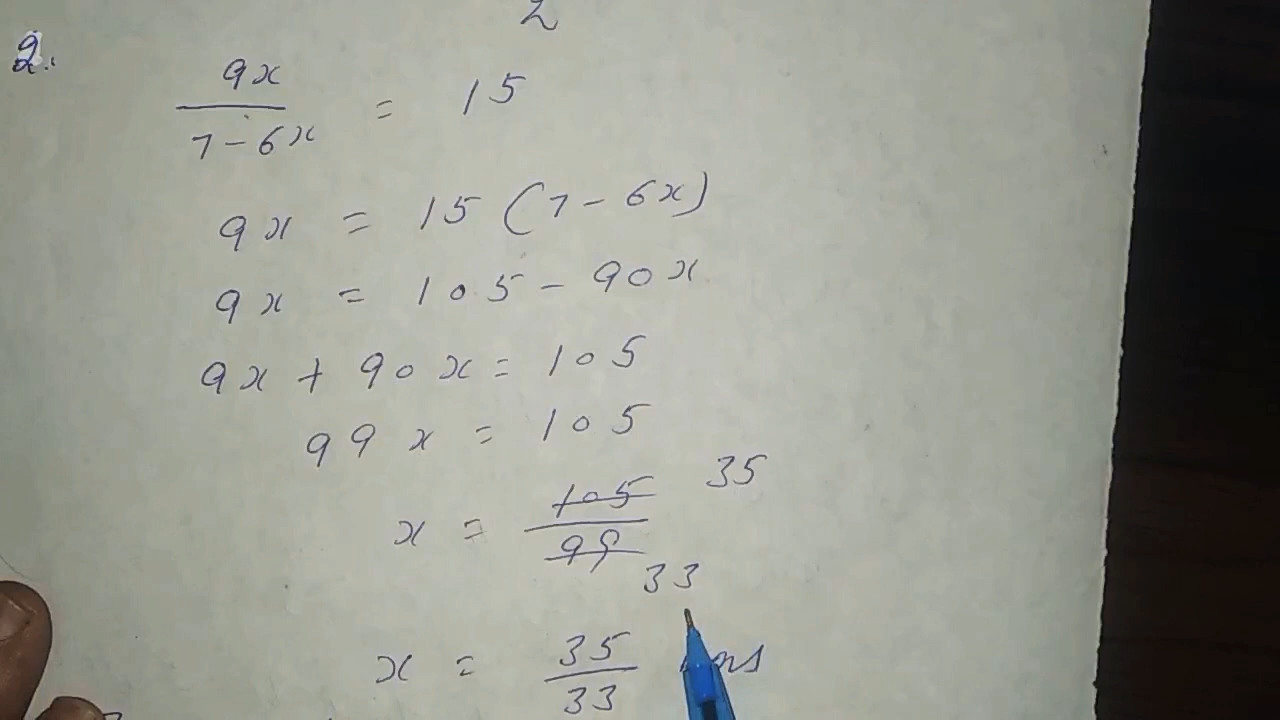 2
2.
9x / 7 - 6x = 15
9x = 15 (7 - 6x)
9x = 105 - 90x
9x + 90x = 105
99x = 105
x = 105 / 99 35 / 33
x = 35 / 33